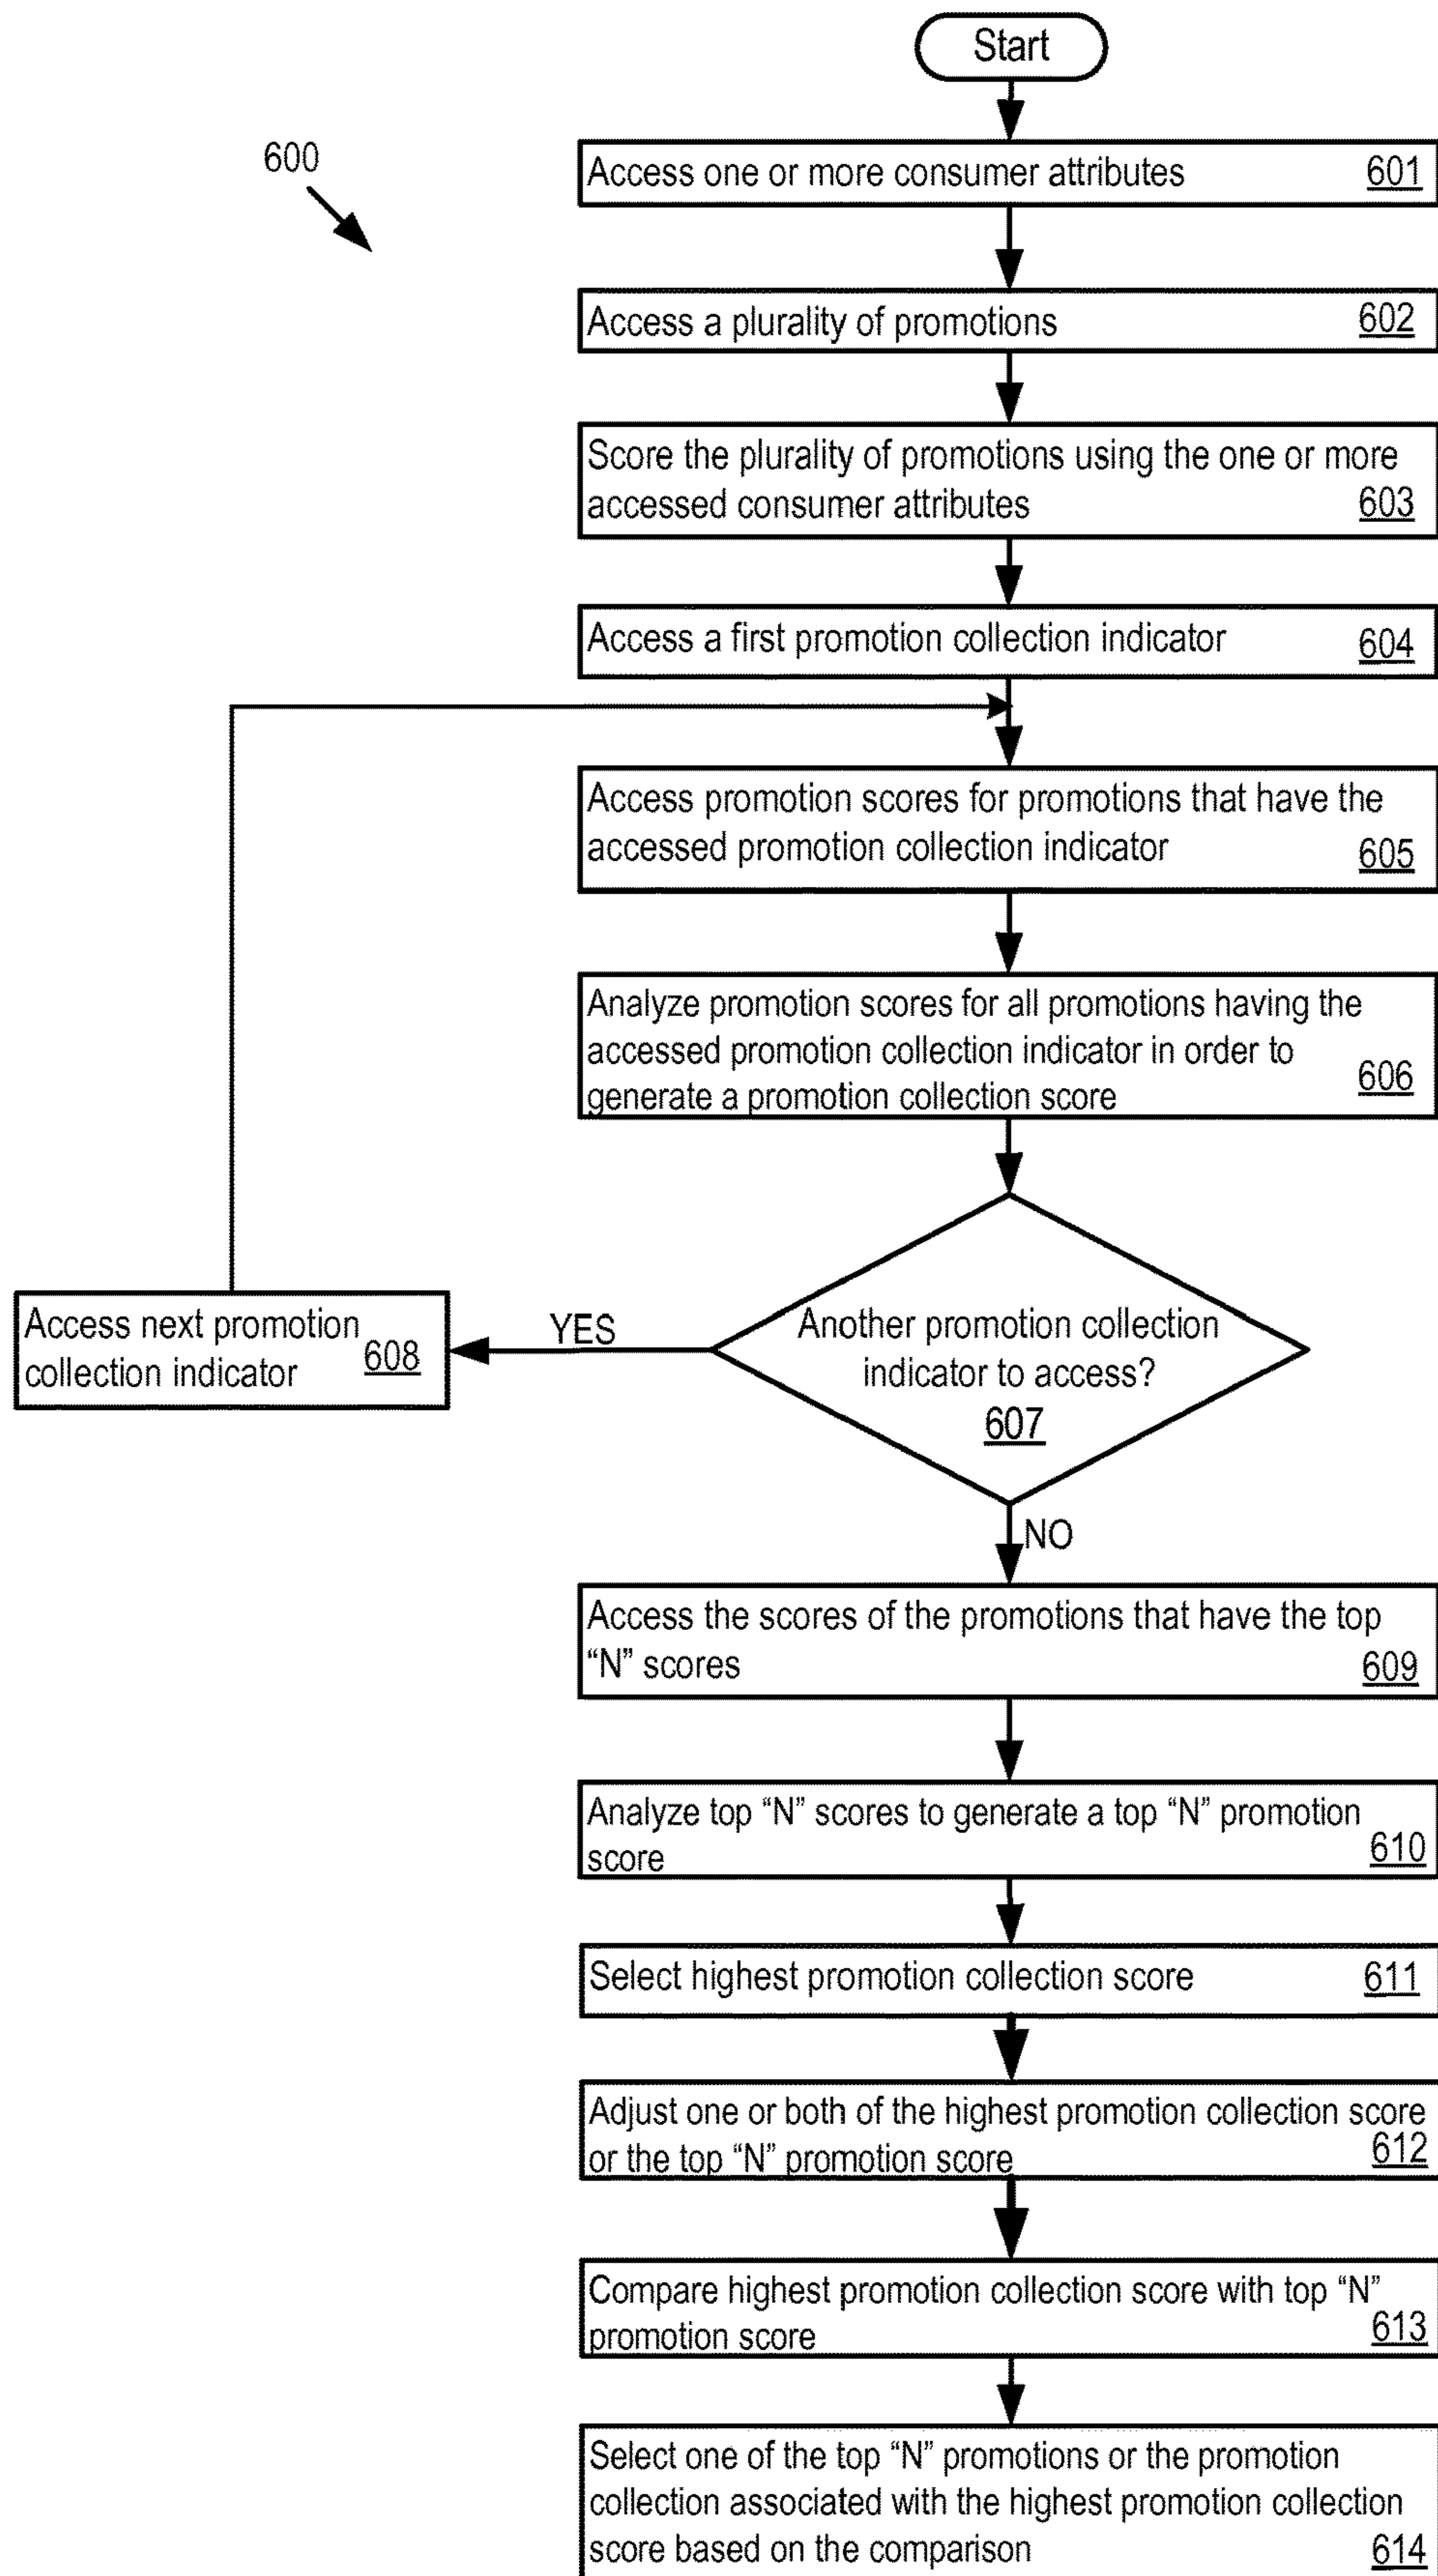 Start
600
Access one or more consumer attributes 601
Access a plurality of promotions 602
Score the plurality of promotions using the one or more
accessed consumer attributes 603
Access a first promotion collection indicator 604
Access promotion scores for promotions that have the
accessed promotion collection indicator 605
Analyze promotion scores for all promotions having the
accessed promotion collection indicator in order to
generate a promotion collection score 606
Another promotion collection
indicator to access?
607
YES
Access next promotion
collection indicator 608
NO
Access the scores of the promotions that have the top
“N” scores 609
Analyze top “N” scores to generate a top “N” promotion
score 610
Select highest promotion collection score 611
Adjust one or both of the highest promotion collection score
or the top “N” promotion score 612
Compare highest promotion collection score with top “N”
promotion score 613
Select one of the top “N” promotions or the promotion
collection associated with the highest promotion collection
score based on the comparison 614